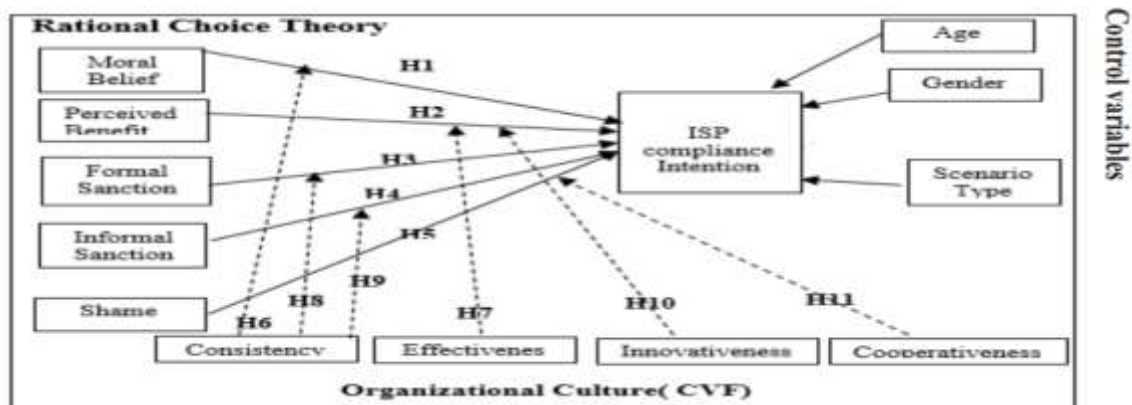 Rational Choice Theory
Moral
Belief
Perceived
Benefit
Formal
Sanction
Informal
Sanction
Shame
H1
H2
H3
H4
H5
H6
H8
H9
H7
H10
H11
ISP
compliance
Intention
Age
Gender
Scenario
Type
Control variables
Consistency
Effectivenes
Innovativeness
Cooperativeness
Organizational Culture( CVF)